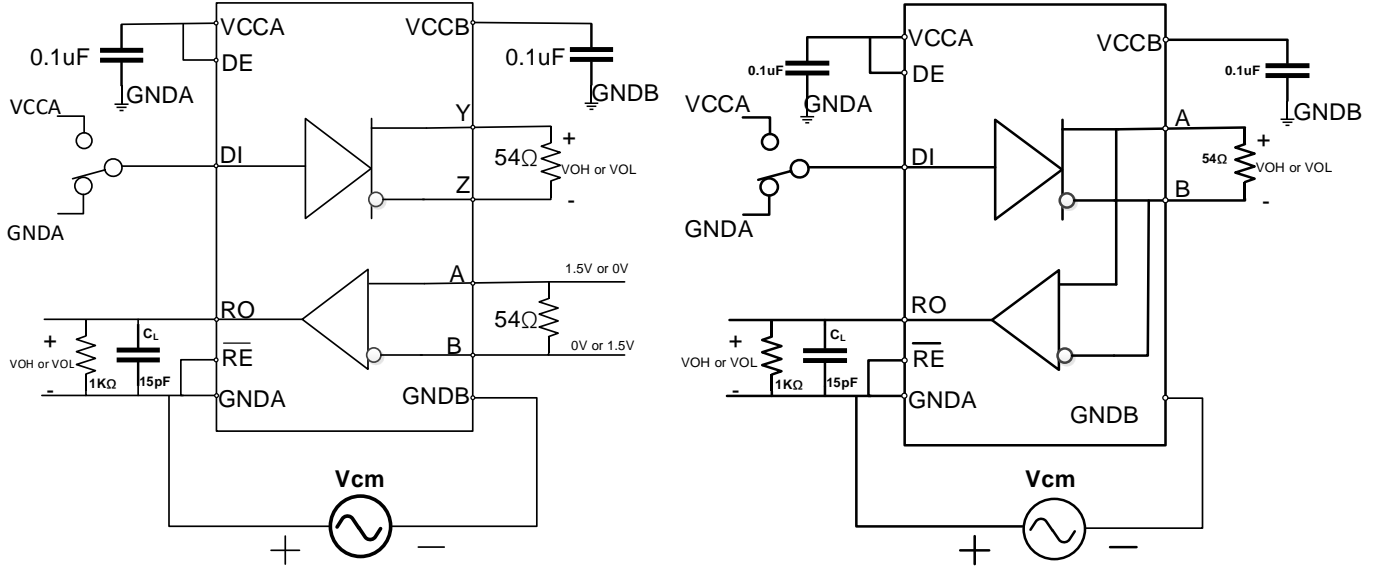 VCCA
VCCB
0.1uF
DE
0.1uF
GNDA
GNDB
VCCA
Y
DI
54Ω
+
VOH or VOL
Z
-
GNDA
A
1.5V or 0V
RO
54Ω
+
CL
VOH or VOL
RE
B
0V or 1.5V
1KΩ
15pF
-
GNDA
GNDB
Vcm
+
-
VCCA
VCCB
0.1uF
DE
0.1uF
GNDA
GNDB
VCCA
A
DI
54Ω
+
VOH or VOL
B
-
GNDA
RO
+
CL
VOH or VOL
RE
1KΩ
15pF
-
GNDA
GNDB
Vcm
+
-